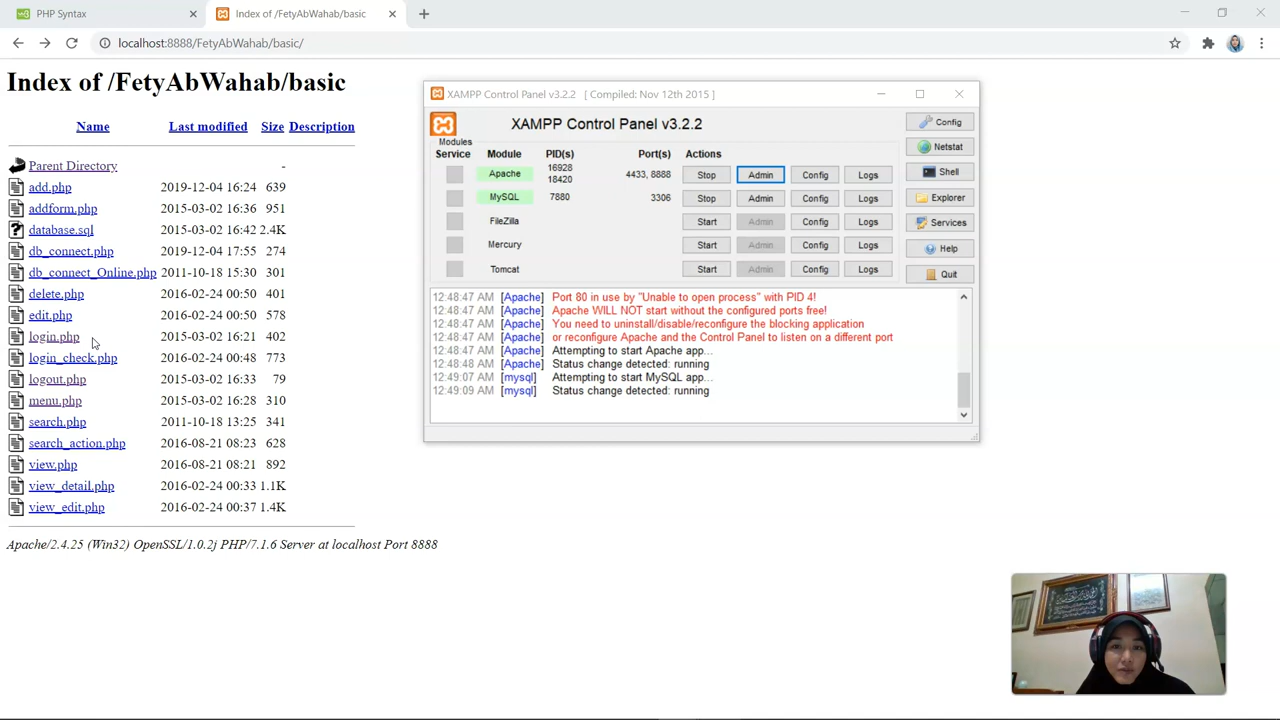 PHP Syntax
Index of /FetyAbWahab/basic
localhost:8888/FetyAbWahab/basic/
Index of /FetyAbWahab/basic
Name Last modified Size Description
Parent Directory -
add.php 2019-12-04 16:24 639
addform.php 2015-03-02 16:36 951
database.sql 2015-03-02 16:42 2.4K
db_connect.php 2019-12-04 17:55 274
db_connect_Online.php 2011-10-18 15:30 301
delete.php 2016-02-24 00:50 401
edit.php 2016-02-24 00:50 578
login.php 2015-03-02 16:21 402
login_check.php 2016-02-24 00:48 773
logout.php 2015-03-02 16:33 79
menu.php 2015-03-02 16:28 310
search.php 2011-10-18 13:25 341
search_action.php 2016-08-21 08:23 628
view.php 2016-08-21 08:21 892
view_detail.php 2016-02-24 00:33 1.1K
view_edit.php 2016-02-24 00:37 1.4K
Apache/2.4.25 (Win32) OpenSSL/1.0.2j PHP/7.1.6 Server at localhost Port 8888
XAMPP Control Panel v3.2.2 [ Compiled: Nov 12th 2015 ]
XAMPP Control Panel v3.2.2
Modules
Service Module PID(s) Port(s) Actions
Apache 16928 18420 4433, 8888 Stop Admin Config Logs
MySQL 7880 3306 Stop Admin Config Logs
FileZilla Start Admin Config Logs
Mercury Start Admin Config Logs
Tomcat Start Admin Config Logs
Config
Netstat
Shell
Explorer
Services
Help
Quit
12:48:47 AM [Apache] Port 80 in use by "Unable to open process" with PID 4!
12:48:47 AM [Apache] Apache WILL NOT start without the configured ports free!
12:48:47 AM [Apache] You need to uninstall/disable/reconfigure the blocking application
12:48:47 AM [Apache] or reconfigure Apache and the Control Panel to listen on a different port
12:48:47 AM [Apache] Attempting to start Apache app...
12:48:48 AM [Apache] Status change detected: running
12:49:07 AM [mysql] Attempting to start MySQL app...
12:49:09 AM [mysql] Status change detected: running